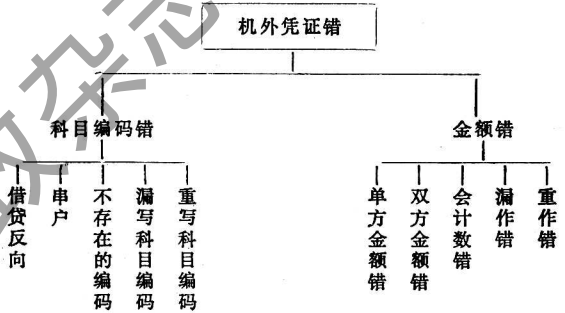 机外凭证错
科目编码错
金额错
借贷反向
串户
不存在的编码
漏写科目编码
重写科目编码
单方金额错
双方金额错
会计数错
漏作错
重作错